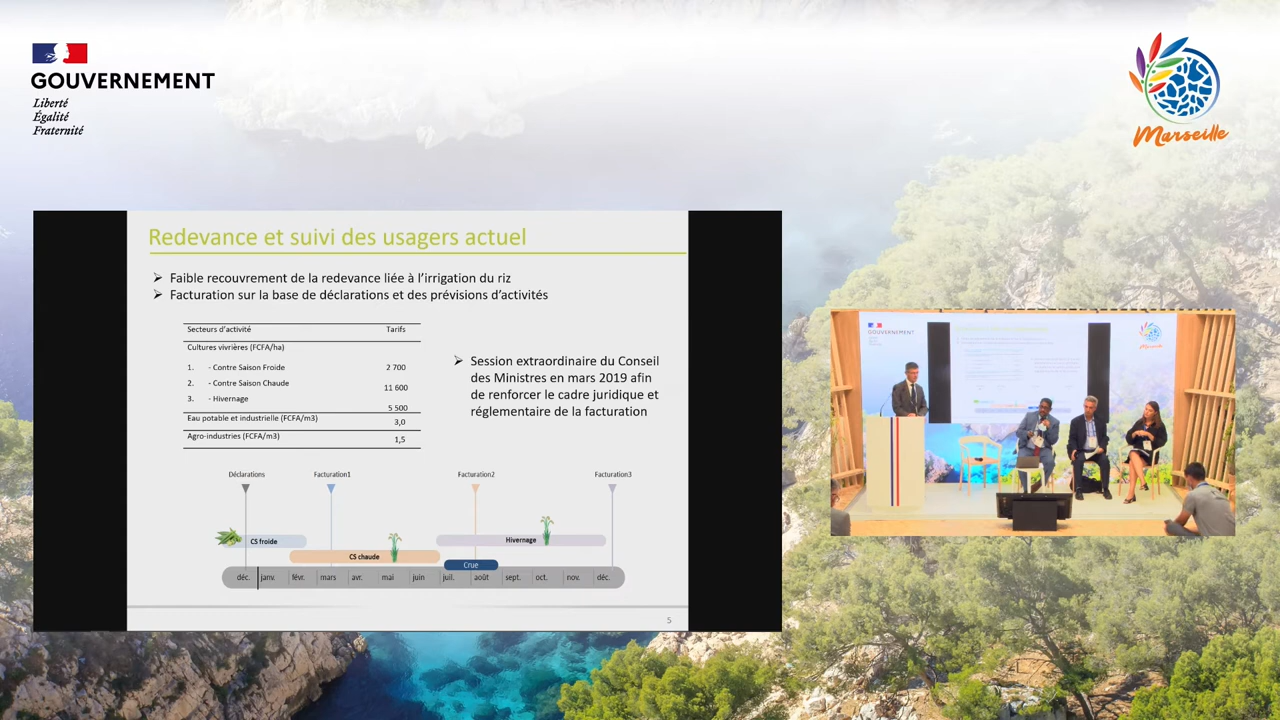 GOUVERNEMENT
Liberté
Égalité
Fraternité
Marseille
Redevance et suivi des usagers actuel
➢ Faible recouvrement de la redevance liée à l'irrigation du riz
➢ Facturation sur la base de déclarations et des prévisions d'activités
Secteurs d'activité Tarifs
Cultures vivrières (FCFA/ha)
1. - Contre Saison Froide 2 700
2. - Contre Saison Chaude 11 600
3. - Hivernage 5 500
Eau potable et industrielle (FCFA/m3) 3,0
Agro-industries (FCFA/m3) 1,5
➢ Session extraordinaire du Conseil
des Ministres en mars 2019 afin
de renforcer le cadre juridique et
réglementaire de la facturation
Déclarations Facturation1 Facturation2 Facturation3
CS froide
Hivernage
CS chaude
Crue
déc. janv. févr. mars avr. mai juin juil. août sept. oct. nov. déc.
5
GOUVERNEMENT